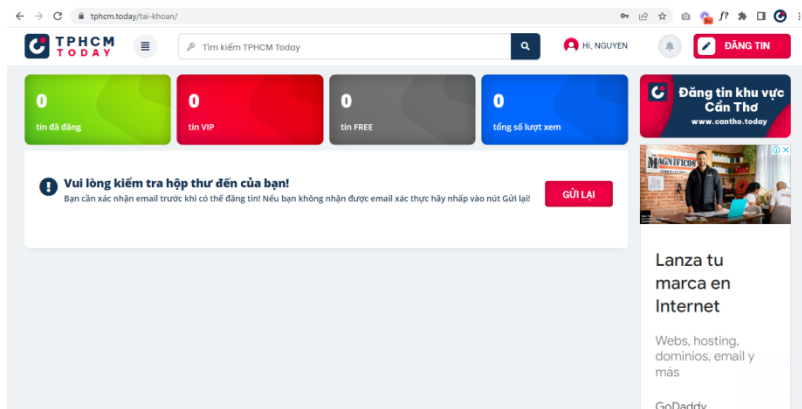 tphcm.today/tai-khoan/
TPHCM
TODAY
Tìm kiếm TPHCM Today
Hi, NGUYEN
ĐĂNG TIN
0
tin đã đăng
0
tin VIP
0
tin FREE
0
tổng số lượt xem
Đăng tin khu vực
Cần Thơ
www.cantho.today
Vui lòng kiểm tra hộp thư đến của bạn!
Bạn cần xác nhận email trước khi có thể đăng tin! Nếu bạn không nhận được email xác thực hãy nhấp vào nút Gửi lại!
GỬI LẠI
MAGNIFICOS
Lanza tu
marca en
Internet
Webs, hosting,
dominios, email y
más
GoDaddy